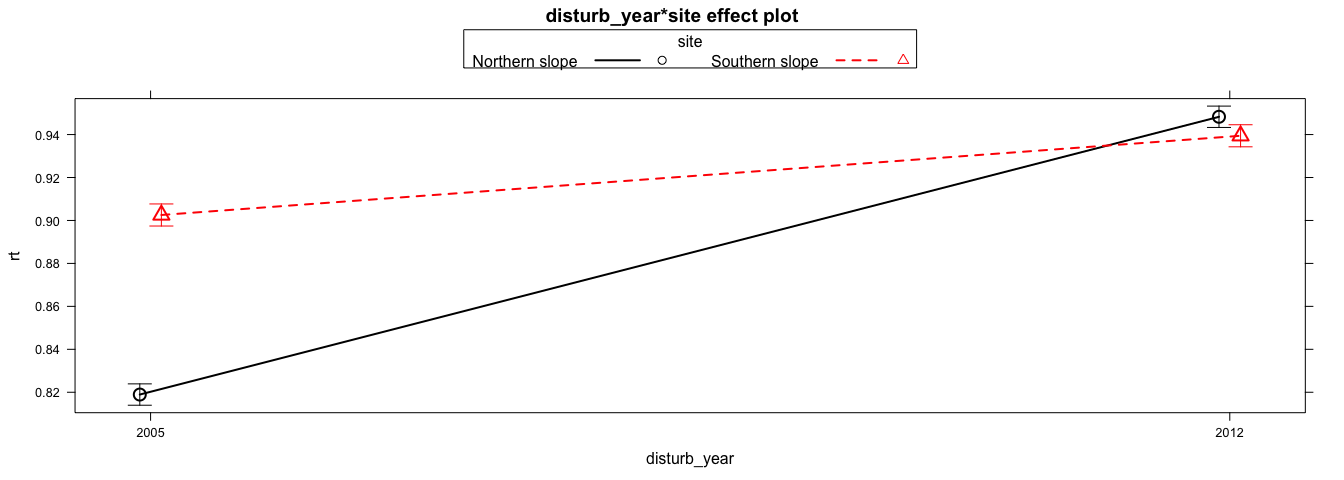 disturb_year*site effect plot
site
Northern slope Southern slope
0.94
0.92
0.90
0.88
0.86
0.84
0.82
rt
2005 2012
disturb_year